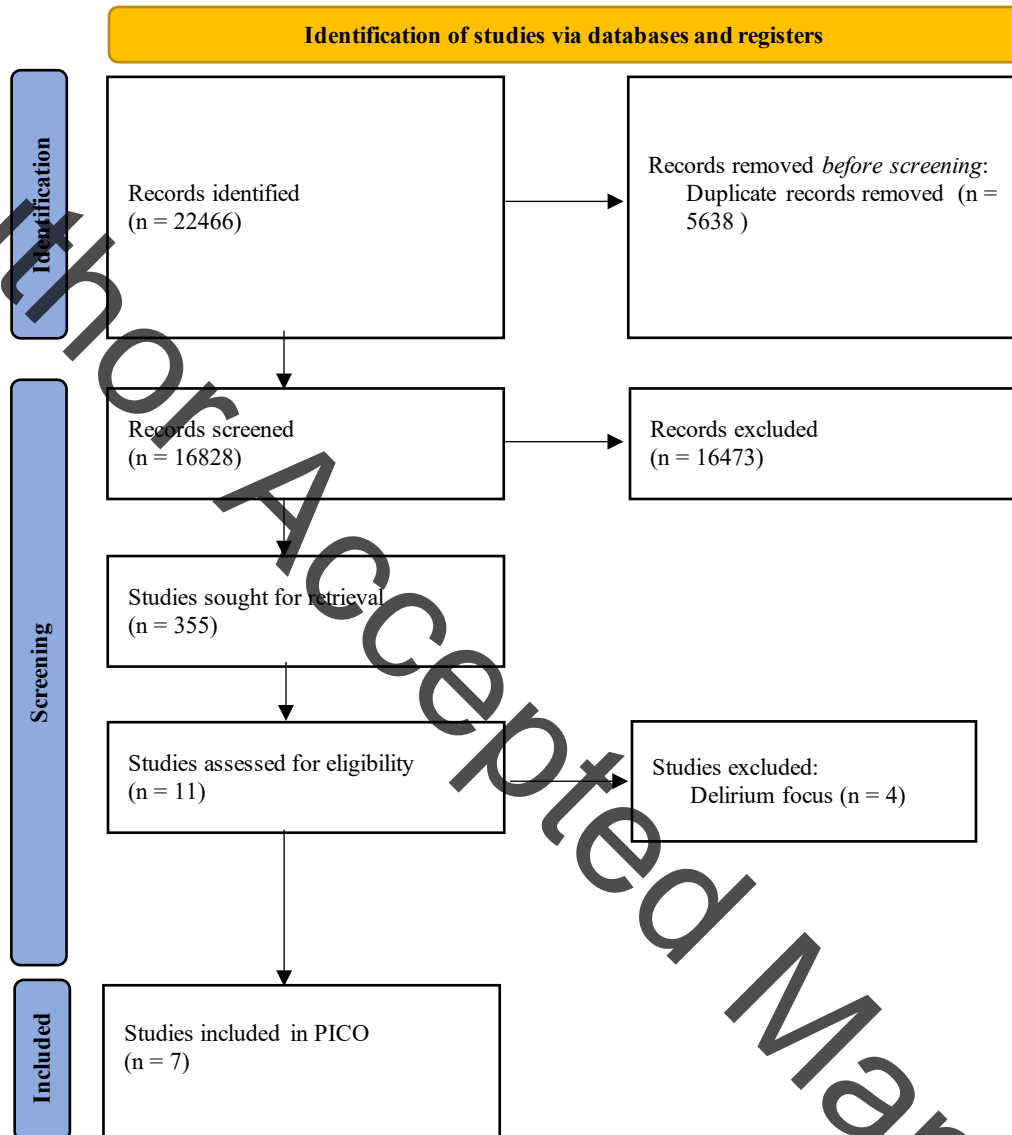 Identification of studies via databases and registers
Identification
Records identified
(n = 22466)
Records removed before screening:
Duplicate records removed (n =
5638 )
Screening
Records screened
(n = 16828)
Records excluded
(n = 16473)
Studies sought for retrieval
(n = 355)
Studies assessed for eligibility
(n = 11)
Studies excluded:
Delirium focus (n = 4)
Included
Studies included in PICO
(n = 7)
thor Accepted Man